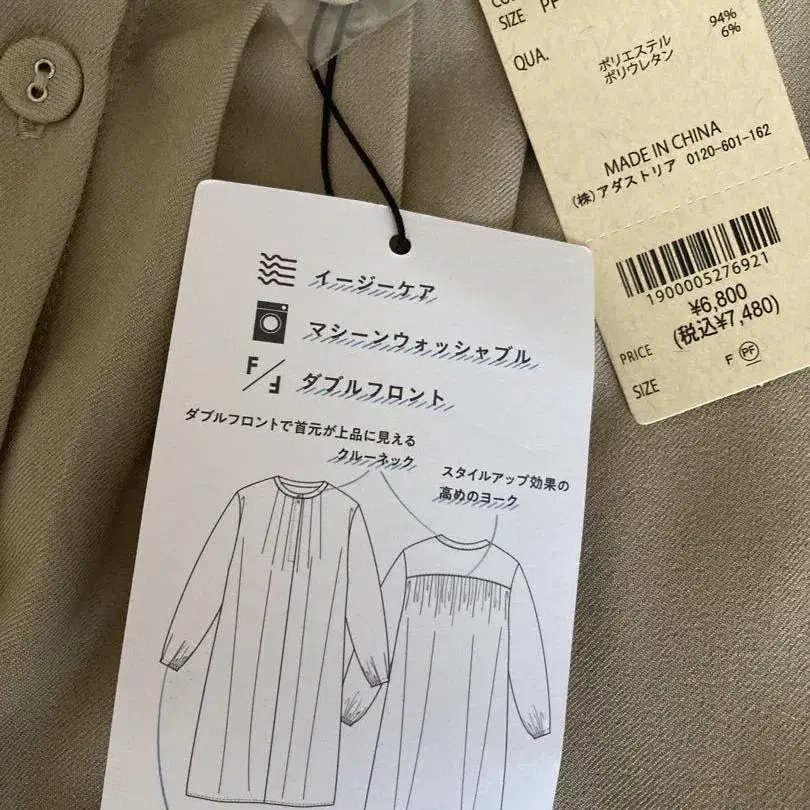 SIZE PF
QUA.
ポリエステル 94%
ポリウレタン 6%
MADE IN CHINA
(株)アダストリア 0120-601-162
1900005276921
¥6,800
PRICE (税込¥7,480)
SIZE F PF
イージーケア
マシーンウォッシャブル
F/F ダブルフロント
ダブルフロントで首元が上品に見える
クルーネック
スタイルアップ効果の
高めのヨーク